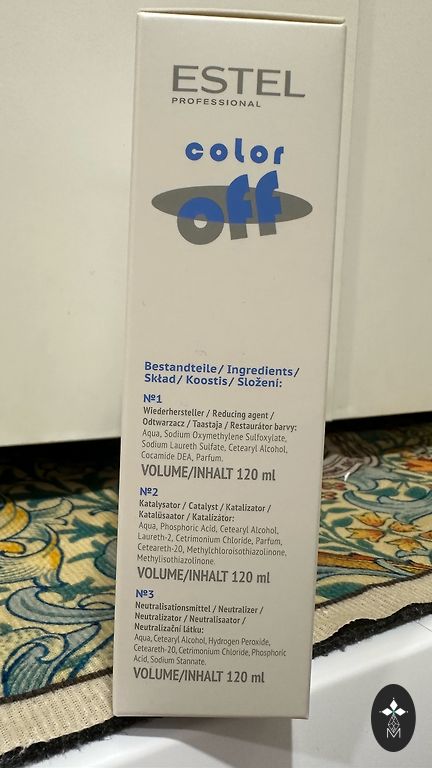 ESTEL
PROFESSIONAL
color
off
Bestandteile/ Ingredients/
Skład/ Koostis/ Složení:
№1
Wiederhersteller / Reducing agent /
Odtwarzacz / Taastaja / Restaurátor barvy:
Aqua, Sodium Oxymethylene Sulfoxylate,
Sodium Laureth Sulfate, Cetearyl Alcohol,
Cocamide DEA, Parfum.
VOLUME/INHALT 120 ml
№2
Katalysator / Catalyst / Katalizator/
Katalüsaator / Katalizátor:
Aqua, Phosphoric Acid, Cetearyl Alcohol,
Laureth-2, Cetrimonium Chloride, Parfum,
Ceteareth-20, Methylchloroisothiazolinone,
Methylisothiazolinone.
VOLUME/INHALT 120 ml
№3
Neutralisationsmittel / Neutralizer /
Neutralizator / Neutralisaator /
Neutralizační látku:
Aqua, Cetearyl Alcohol, Hydrogen Peroxide,
Ceteareth-20, Cetrimonium Chloride, Phosphoric
Acid, Sodium Stannate.
VOLUME/INHALT 120 ml